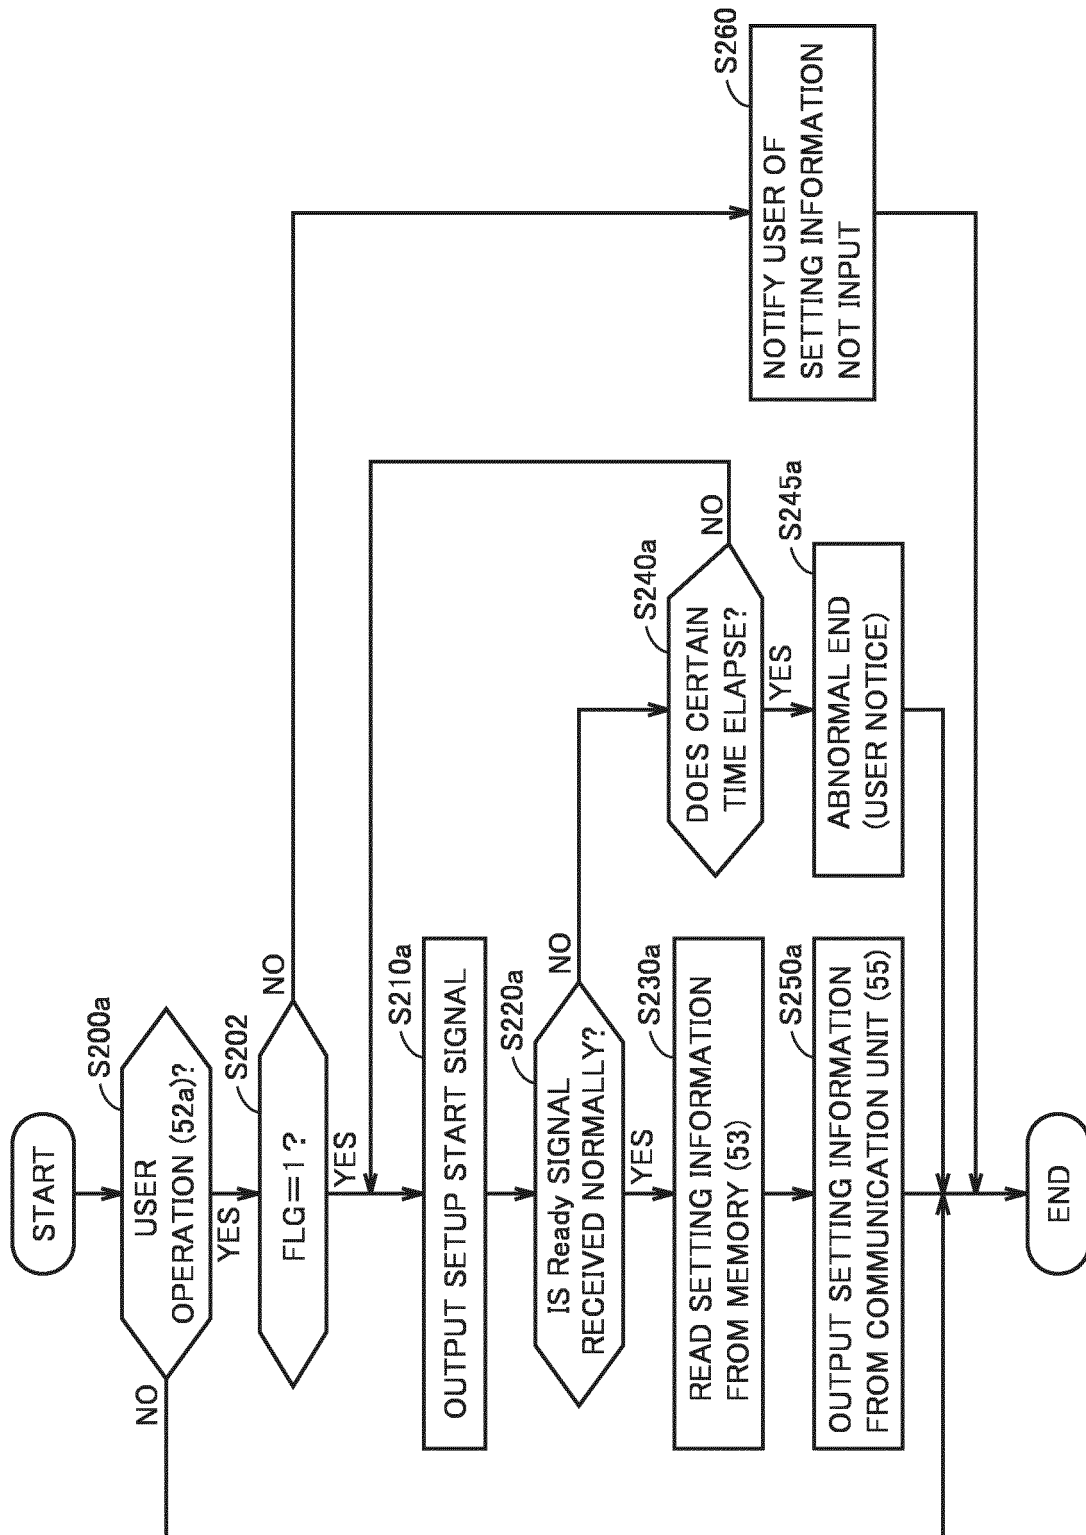 START
S200a
USER
OPERATION (52a)?
NO
YES
S202
FLG=1?
NO
YES
S210a
OUTPUT SETUP START SIGNAL
S220a
IS Ready SIGNAL
RECEIVED NORMALLY?
NO
YES
S230a
READ SETTING INFORMATION
FROM MEMORY (53)
S240a
DOES CERTAIN
TIME ELAPSE?
NO
YES
S245a
ABNORMAL END
(USER NOTICE)
S250a
OUTPUT SETTING INFORMATION
FROM COMMUNICATION UNIT (55)
S260
NOTIFY USER OF
SETTING INFORMATION
NOT INPUT
END